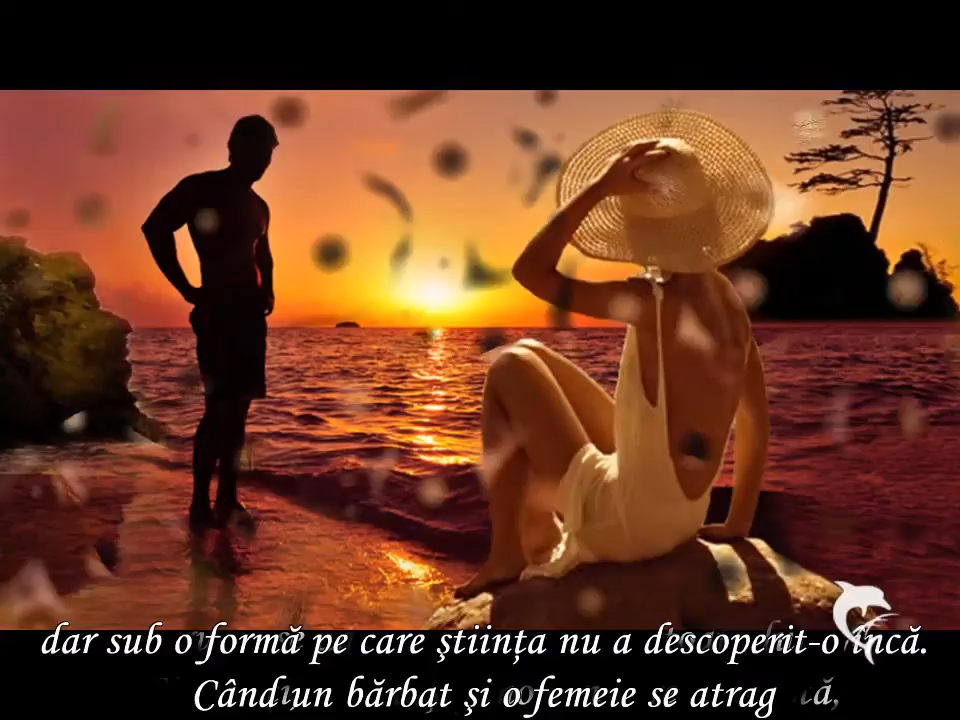 dar sub o formă pe care ştiinţa nu a descoperit-o încă.
Când un bărbat şi o femeie se atrag